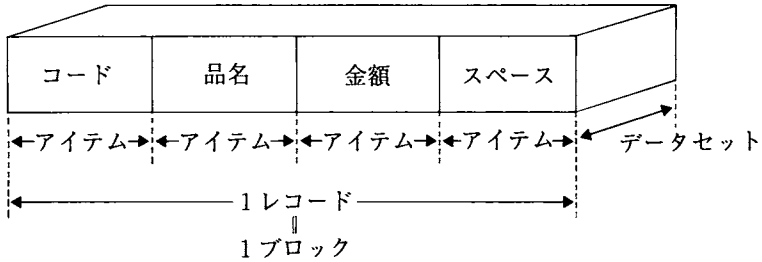 コード 品名 金額 スペース
アイテム アイテム アイテム アイテム データセット
1レコード
1ブロック